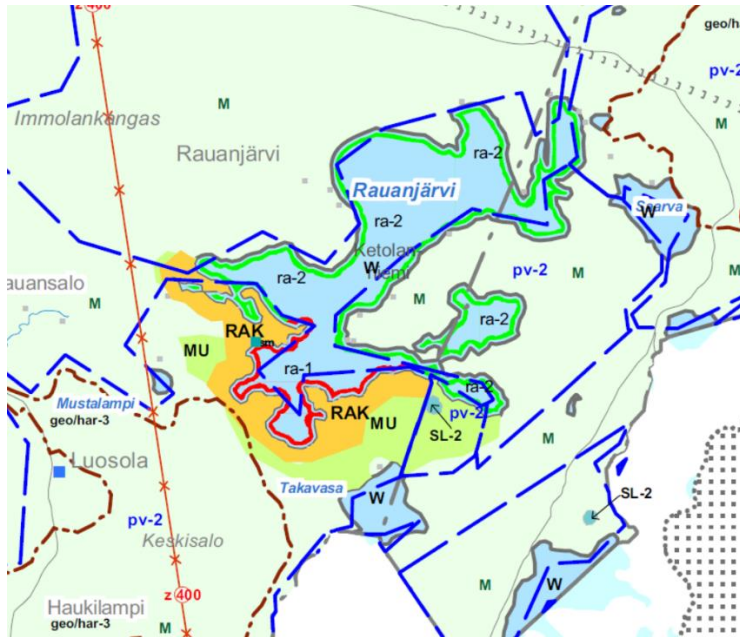 z 400
geo/har
pv-2
M
M
Immolankangas
Rauanjärvi
ra-2
Rauanjärvi
ra-2
Saarva
W
W
Ketolan
niemi
pv-2
M
M
ra-2
auansalo
M
M
RAK
sm
ra-2
MU
ra-1
ra-2
Mustalampi
geo/har-3
RAK
MU
pv-2
SL-2
M
Luosola
Takavasa
W
SL-2
pv-2
Keskisalo
W
M
M
z 400
Haukilampi
geo/har-3
M